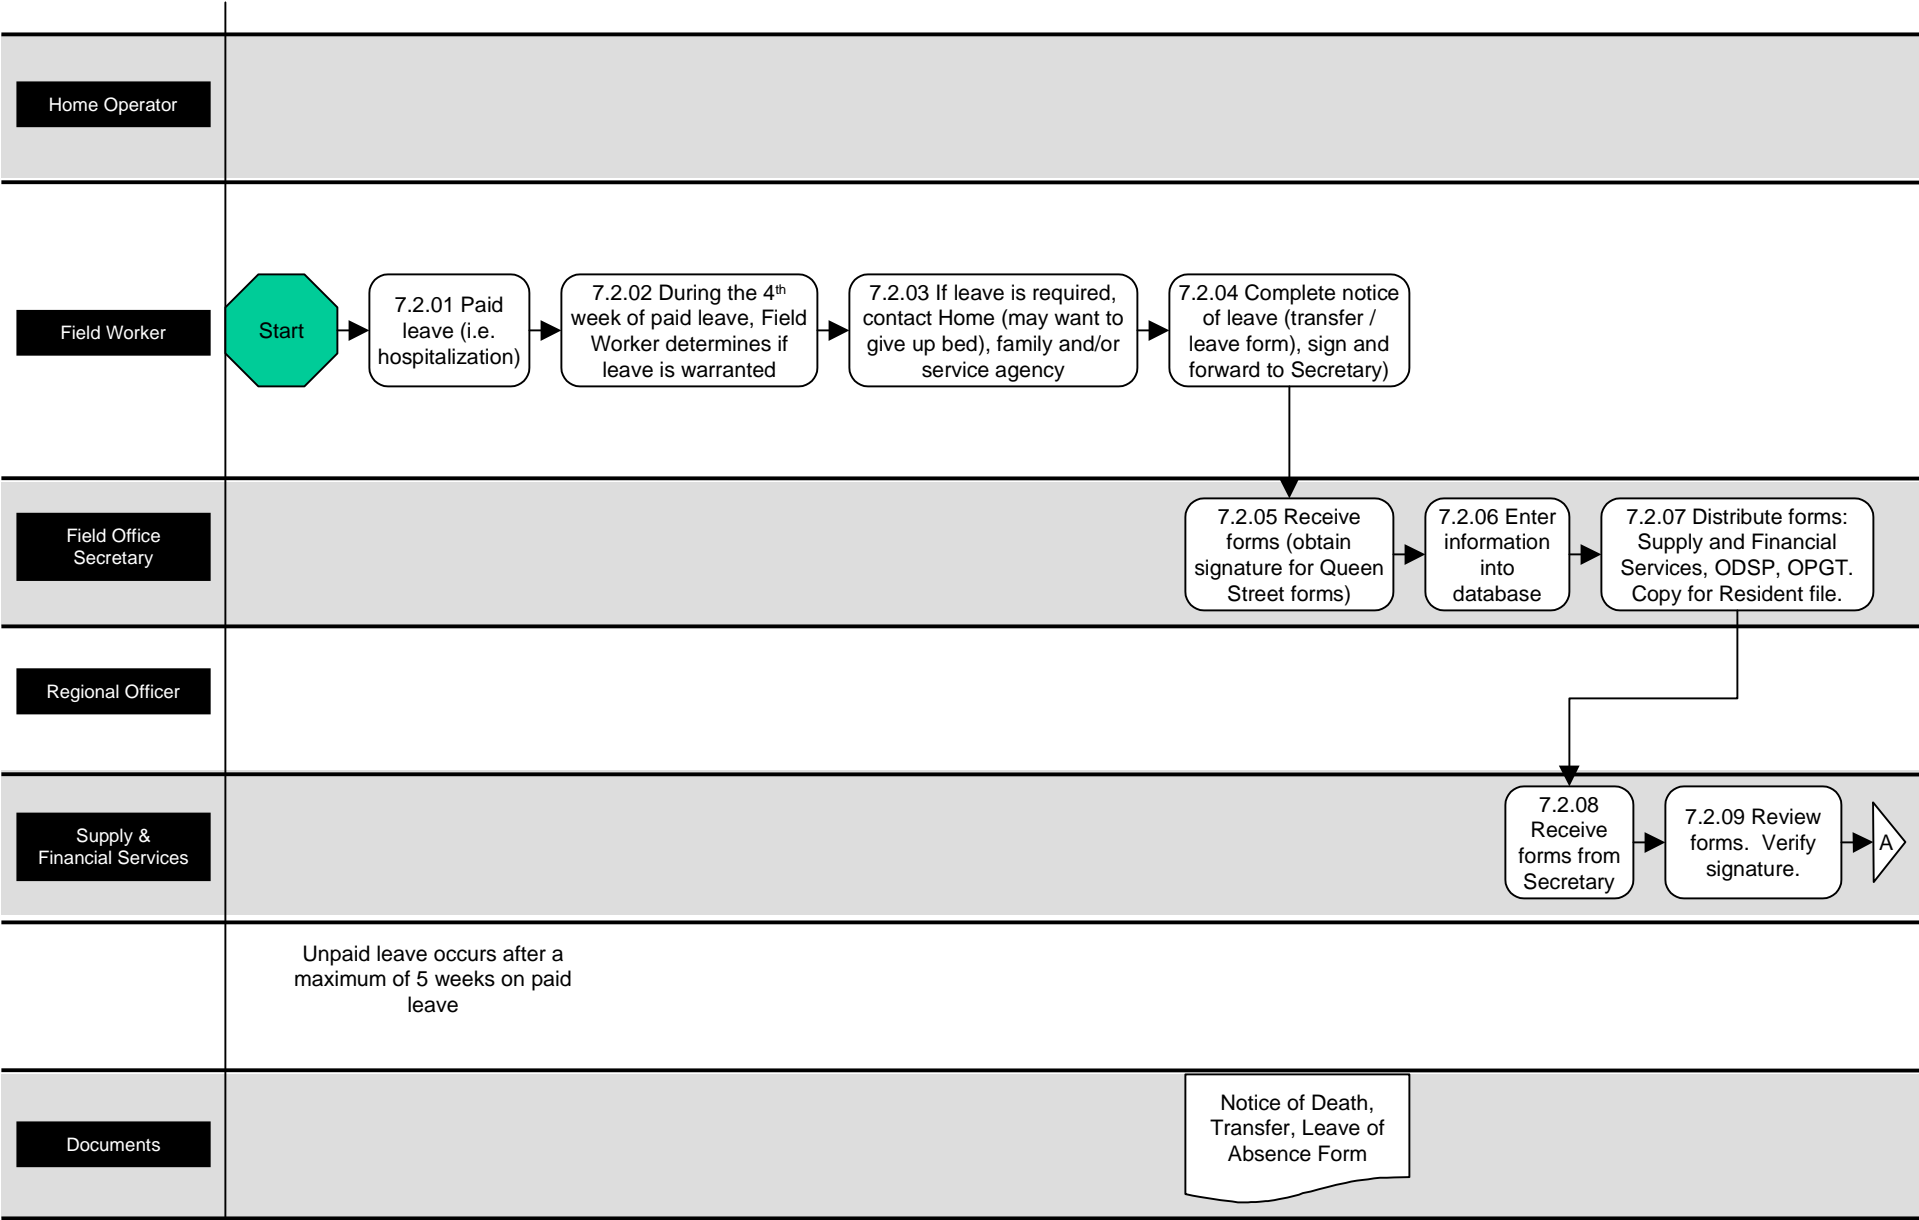 Home Operator
Field Worker
Start
7.2.01 Paid
leave (i.e.
hospitalization)
7.2.02 During the 4th
week of paid leave, Field
Worker determines if
leave is warranted
7.2.03 If leave is required,
contact Home (may want to
give up bed), family and/or
service agency
7.2.04 Complete notice
of leave (transfer /
leave form), sign and
forward to Secretary)
Field Office
Secretary
7.2.05 Receive
forms (obtain
signature for Queen
Street forms)
7.2.06 Enter
information
into
database
7.2.07 Distribute forms:
Supply and Financial
Services, ODSP, OPGT.
Copy for Resident file.
Regional Officer
Supply &
Financial Services
7.2.08
Receive
forms from
Secretary
7.2.09 Review
forms.  Verify
signature.
A
Unpaid leave occurs after a
maximum of 5 weeks on paid
leave
Documents
Notice of Death,
Transfer, Leave of
Absence Form